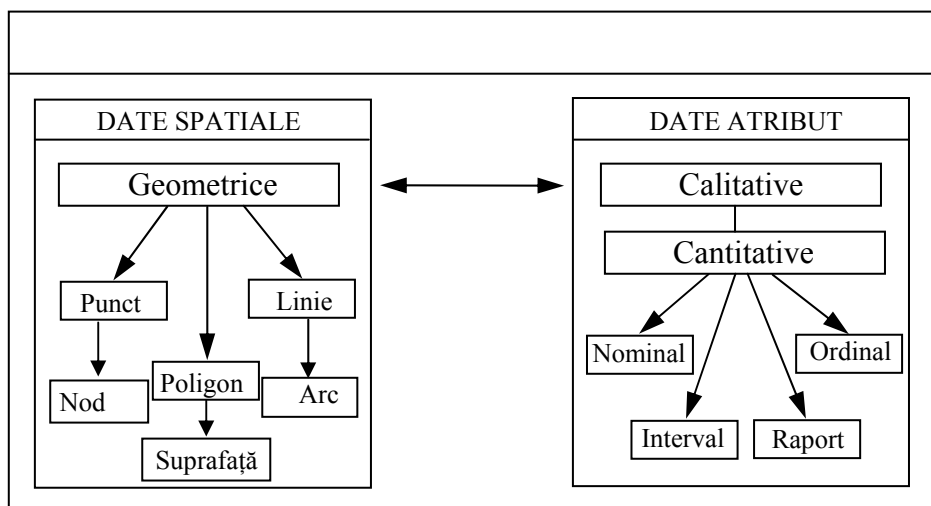 DATE SPATIALE
Geometrice
Punct
Linie
Nod
Poligon
Arc
Suprafață
DATE ATRIBUT
Calitative
Cantitative
Nominal
Ordinal
Interval
Raport